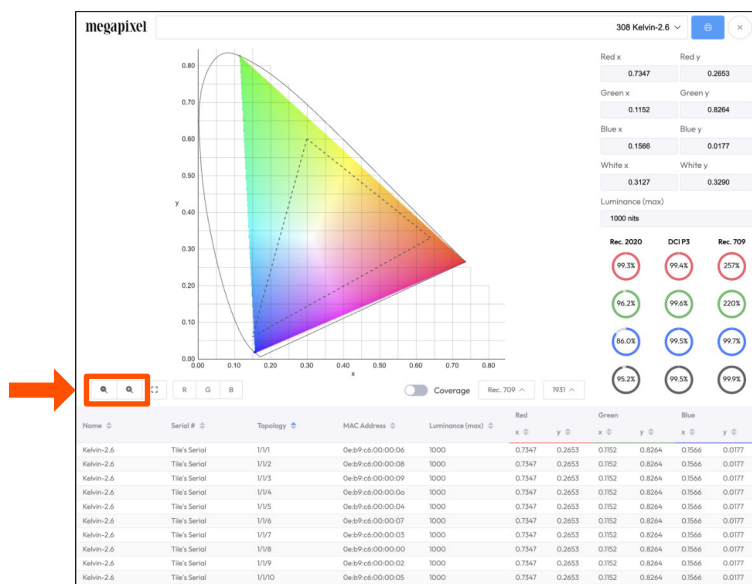 megapixel
308 Kelvin-2.6
Red x Red y
0.7347 0.2653
Green x Green y
0.1152 0.8264
Blue x Blue y
0.1566 0.0177
White x White y
0.3127 0.3290
Luminance (max)
1000 nits
Rec. 2020 DCI P3 Rec. 709
99.3% 99.4% 257%
96.2% 99.6% 220%
86.0% 99.5% 99.7%
95.2% 99.5% 99.9%
0.80
0.70
0.60
0.50
y
0.40
0.30
0.20
0.10
0.00
0.00 0.10 0.20 0.30 0.40 0.50 0.60 0.70 0.80
x
R G B Coverage Rec. 709 1931
Name Serial # Topology MAC Address Luminance (max) Red Green Blue
x y x y x y
Kelvin-2.6 Tile's Serial 1/1/1 0e:b9:c6:00:00:06 1000 0.7347 0.2653 0.1152 0.8264 0.1566 0.0177
Kelvin-2.6 Tile's Serial 1/1/2 0e:b9:c6:00:00:08 1000 0.7347 0.2653 0.1152 0.8264 0.1566 0.0177
Kelvin-2.6 Tile's Serial 1/1/3 0e:b9:c6:00:00:09 1000 0.7347 0.2653 0.1152 0.8264 0.1566 0.0177
Kelvin-2.6 Tile's Serial 1/1/4 0e:b9:c6:00:00:0a 1000 0.7347 0.2653 0.1152 0.8264 0.1566 0.0177
Kelvin-2.6 Tile's Serial 1/1/5 0e:b9:c6:00:00:04 1000 0.7347 0.2653 0.1152 0.8264 0.1566 0.0177
Kelvin-2.6 Tile's Serial 1/1/6 0e:b9:c6:00:00:07 1000 0.7347 0.2653 0.1152 0.8264 0.1566 0.0177
Kelvin-2.6 Tile's Serial 1/1/7 0e:b9:c6:00:00:03 1000 0.7347 0.2653 0.1152 0.8264 0.1566 0.0177
Kelvin-2.6 Tile's Serial 1/1/8 0e:b9:c6:00:00:00 1000 0.7347 0.2653 0.1152 0.8264 0.1566 0.0177
Kelvin-2.6 Tile's Serial 1/1/9 0e:b9:c6:00:00:02 1000 0.7347 0.2653 0.1152 0.8264 0.1566 0.0177
Kelvin-2.6 Tile's Serial 1/1/10 0e:b9:c6:00:00:05 1000 0.7347 0.2653 0.1152 0.8264 0.1566 0.0177